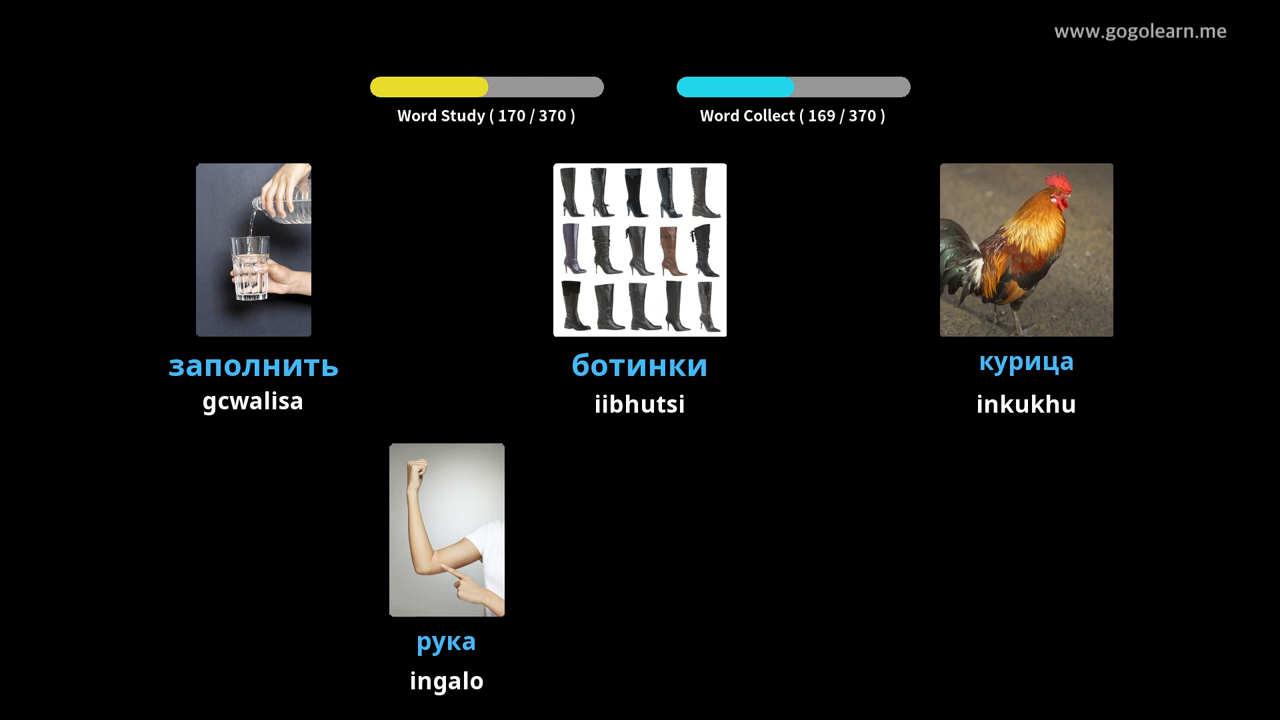 www.gogolearn.me
Word Study ( 170 / 370 )
Word Collect ( 169 / 370 )
заполнить
gcwalisa
ботинки
iibhutsi
курица
inkukhu
рука
ingalo